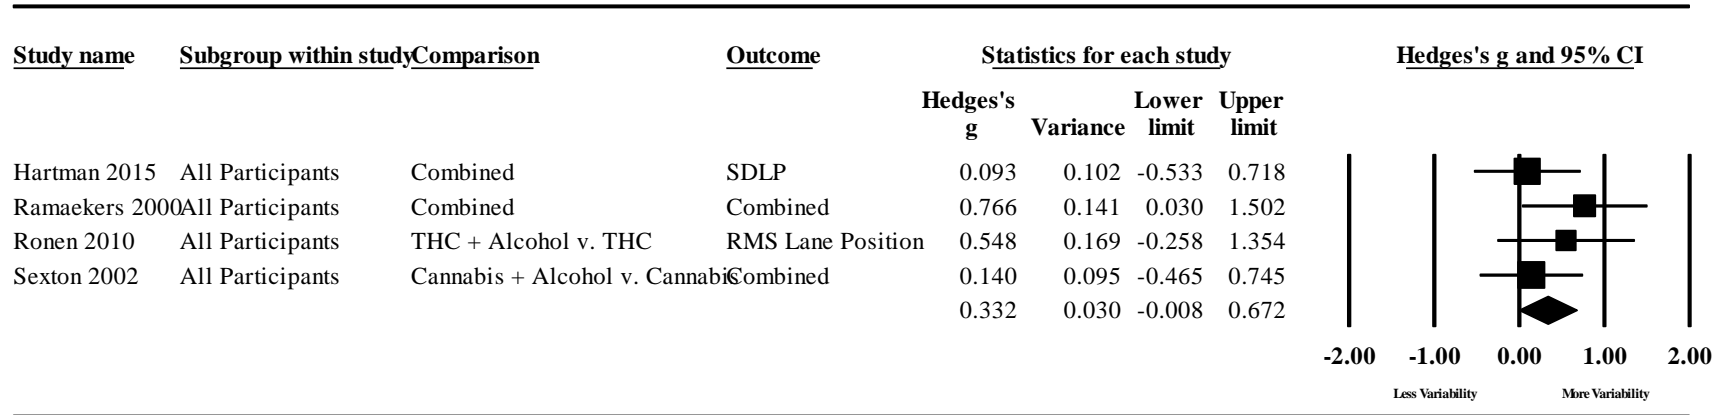 Study name Subgroup within study Comparison Outcome Statistics for each study Hedges's g and 95% CI
Hedges's Lower Upper
g Variance limit limit
Hartman 2015 All Participants Combined SDLP 0.093 0.102 -0.533 0.718
Ramaekers 2000 All Participants Combined Combined 0.766 0.141 0.030 1.502
Ronen 2010 All Participants THC + Alcohol v. THC RMS Lane Position 0.548 0.169 -0.258 1.354
Sexton 2002 All Participants Cannabis + Alcohol v. Cannabis Combined 0.140 0.095 -0.465 0.745
0.332 0.030 -0.008 0.672
-2.00 -1.00 0.00 1.00 2.00
Less Variability More Variability